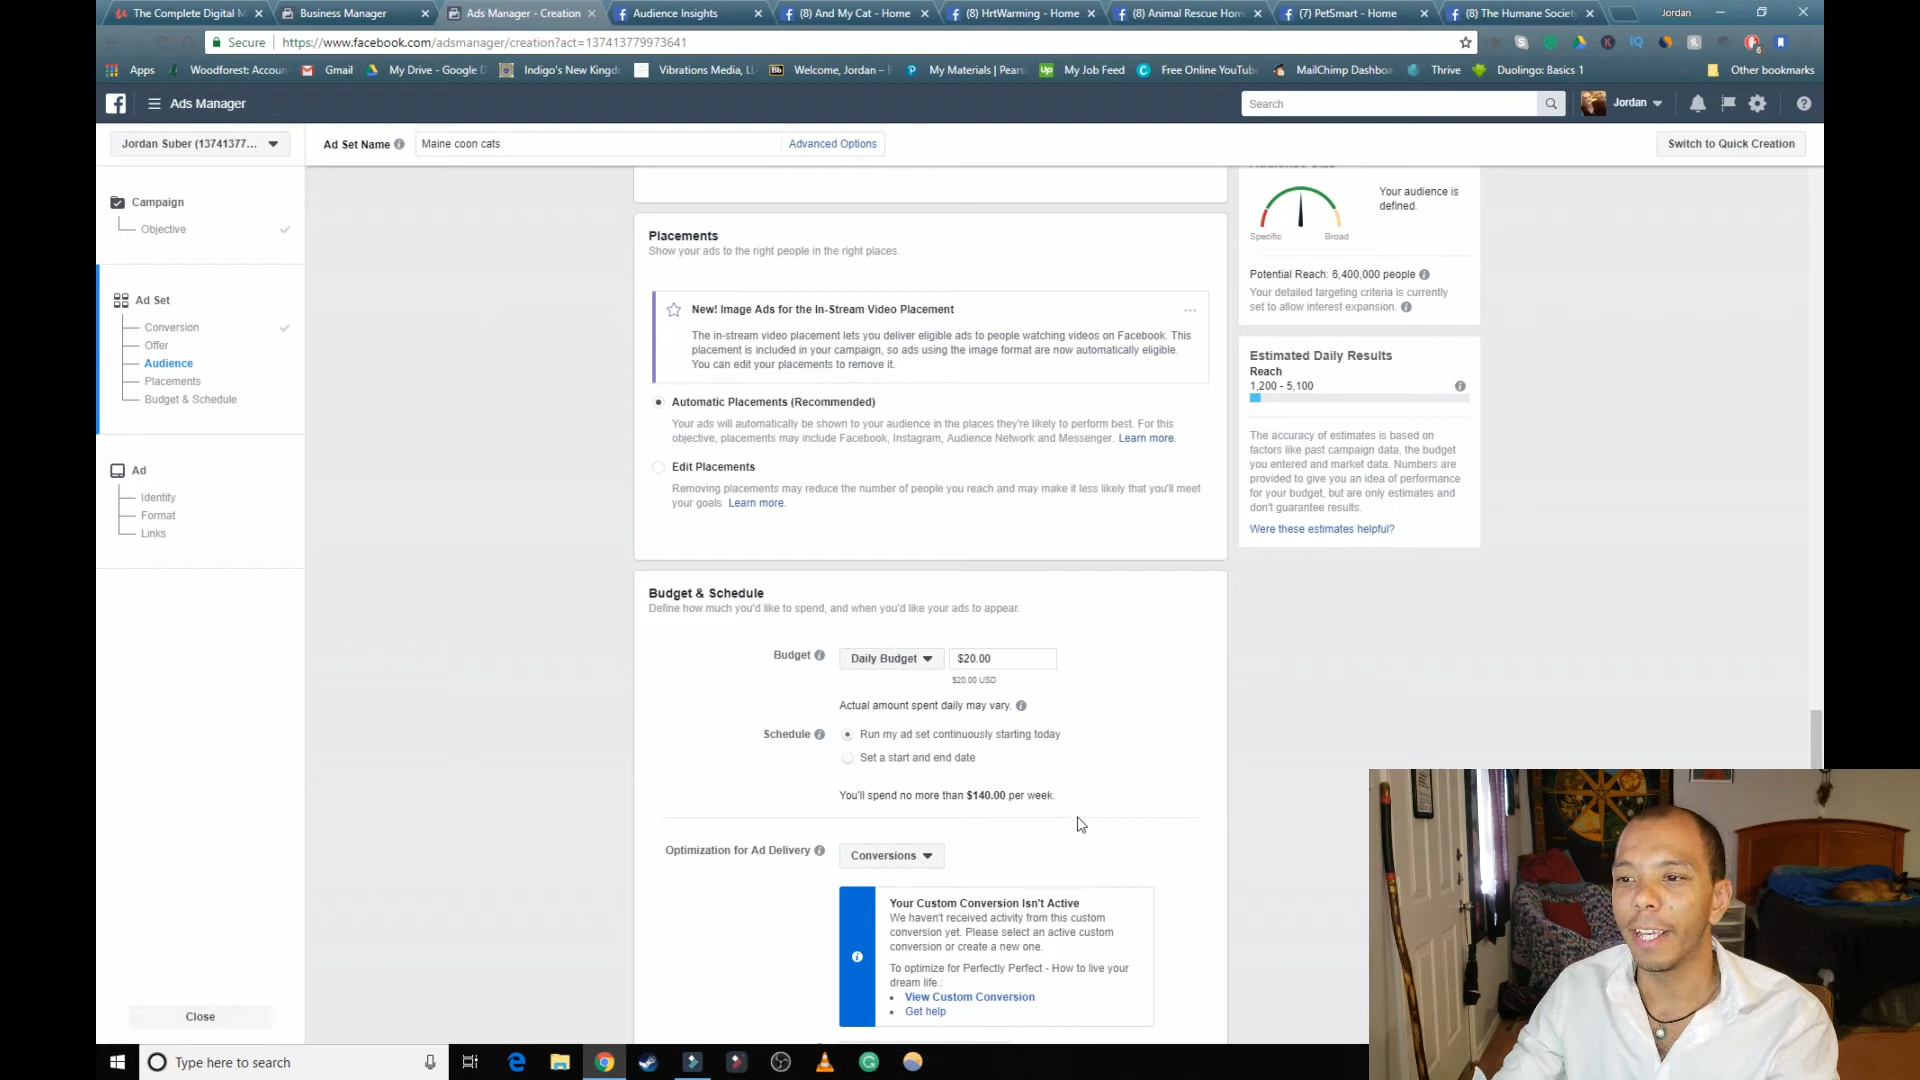 The Complete Digital M
Business Manager
Ads Manager - Creation
Audience Insights
(8) And My Cat - Home
(8) HrtWarming - Home
(8) Animal Rescue Hom
(7) PetSmart - Home
(8) The Humane Society
Jordan
Secure
https://www.facebook.com/adsmanager/creation?act=137413779973641
Apps
Woodforest: Accoun
Gmail
My Drive - Google D
Indigo's New Kingd
Vibrations Media, LL
Welcome, Jordan –
My Materials | Pears
My Job Feed
Free Online YouTub
MailChimp Dashbo
Thrive
Duolingo: Basics 1
Other bookmarks
Ads Manager
Search
Jordan
Jordan Suber (13741377...
Ad Set Name
Maine coon cats
Advanced Options
Switch to Quick Creation
Campaign
Objective
Ad Set
Conversion
Offer
Audience
Placements
Budget & Schedule
Ad
Identity
Format
Links
Close
Placements
Show your ads to the right people in the right places.
New! Image Ads for the In-Stream Video Placement
The in-stream video placement lets you deliver eligible ads to people watching videos on Facebook. This
placement is included in your campaign, so ads using the image format are now automatically eligible.
You can edit your placements to remove it.
Automatic Placements (Recommended)
Your ads will automatically be shown to your audience in the places they're likely to perform best. For this
objective, placements may include Facebook, Instagram, Audience Network and Messenger. Learn more.
Edit Placements
Removing placements may reduce the number of people you reach and may make it less likely that you'll meet
your goals. Learn more.
Budget & Schedule
Define how much you'd like to spend, and when you'd like your ads to appear.
Budget
Daily Budget
$20.00
$20.00 USD
Actual amount spent daily may vary.
Schedule
Run my ad set continuously starting today
Set a start and end date
You'll spend no more than $140.00 per week.
Optimization for Ad Delivery
Conversions
Your Custom Conversion Isn't Active
We haven't received activity from this custom
conversion yet. Please select an active custom
conversion or create a new one.
To optimize for Perfectly Perfect - How to live your
dream life.:
View Custom Conversion
Get help
Your audience is
defined.
Specific
Broad
Potential Reach: 6,400,000 people
Your detailed targeting criteria is currently
set to allow interest expansion.
Estimated Daily Results
Reach
1,200 - 5,100
The accuracy of estimates is based on
factors like past campaign data, the budget
you entered and market data. Numbers are
provided to give you an idea of performance
for your budget, but are only estimates and
don't guarantee results.
Were these estimates helpful?
Type here to search